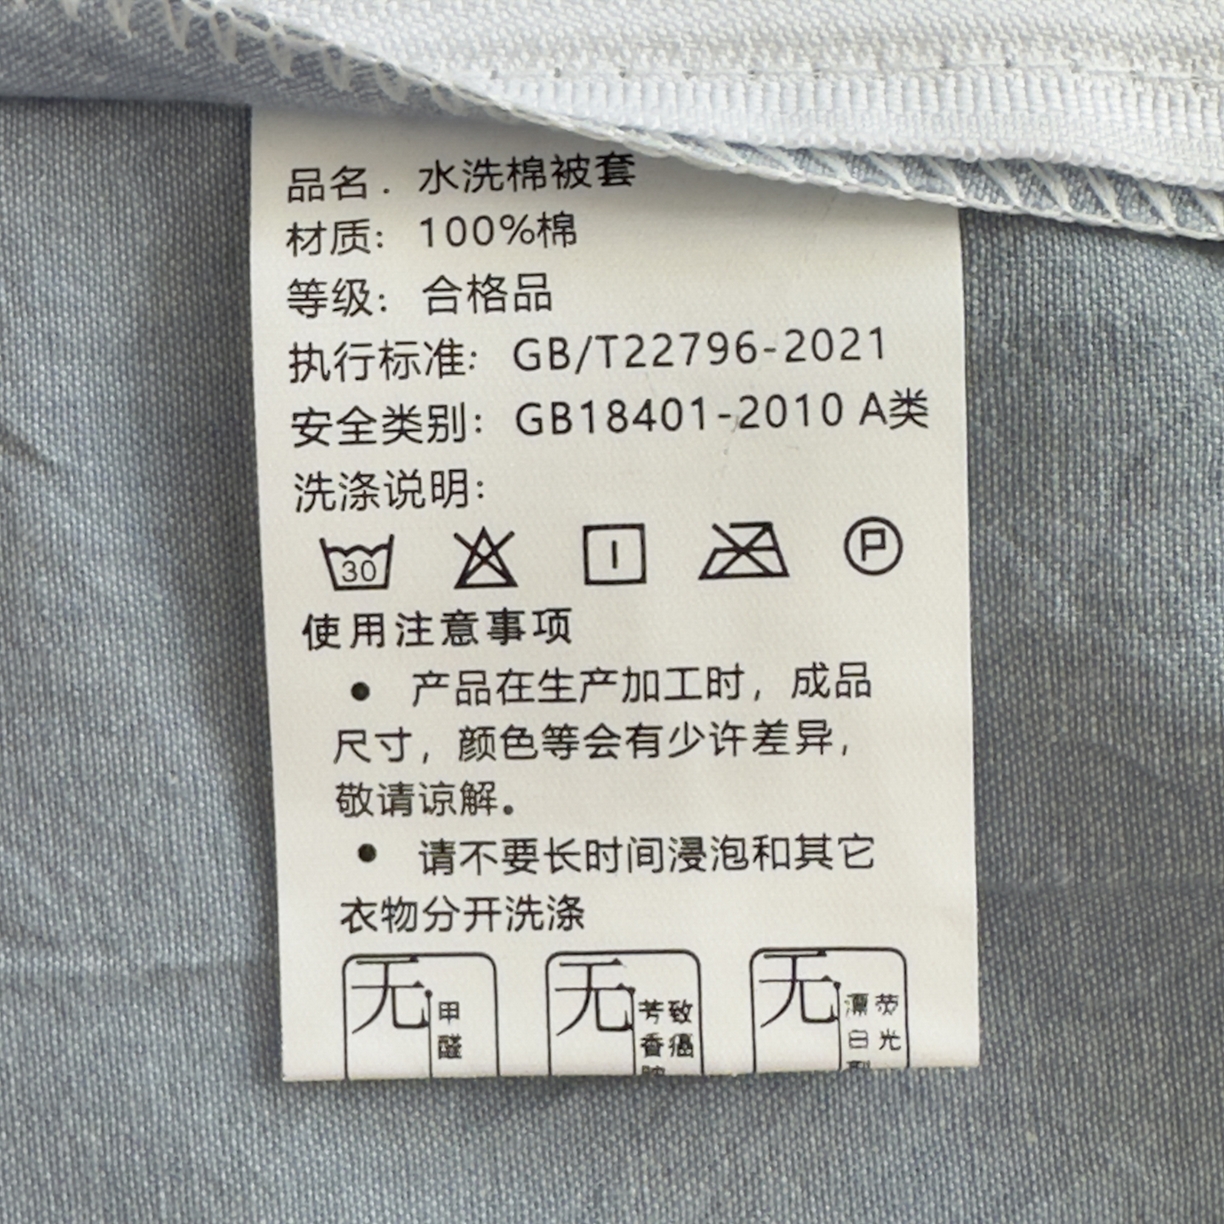 品名. 水洗棉被套
材质: 100%棉
等级: 合格品
执行标准: GB/T22796-2021
安全类别: GB18401-2010 A类
洗涤说明:
30 P
使用注意事项
● 产品在生产加工时，成品
尺寸，颜色等会有少许差异，
敬请谅解。
● 请不要长时间浸泡和其它
衣物分开洗涤
无 甲醛
无 致癌芳香
无 荧光漂白